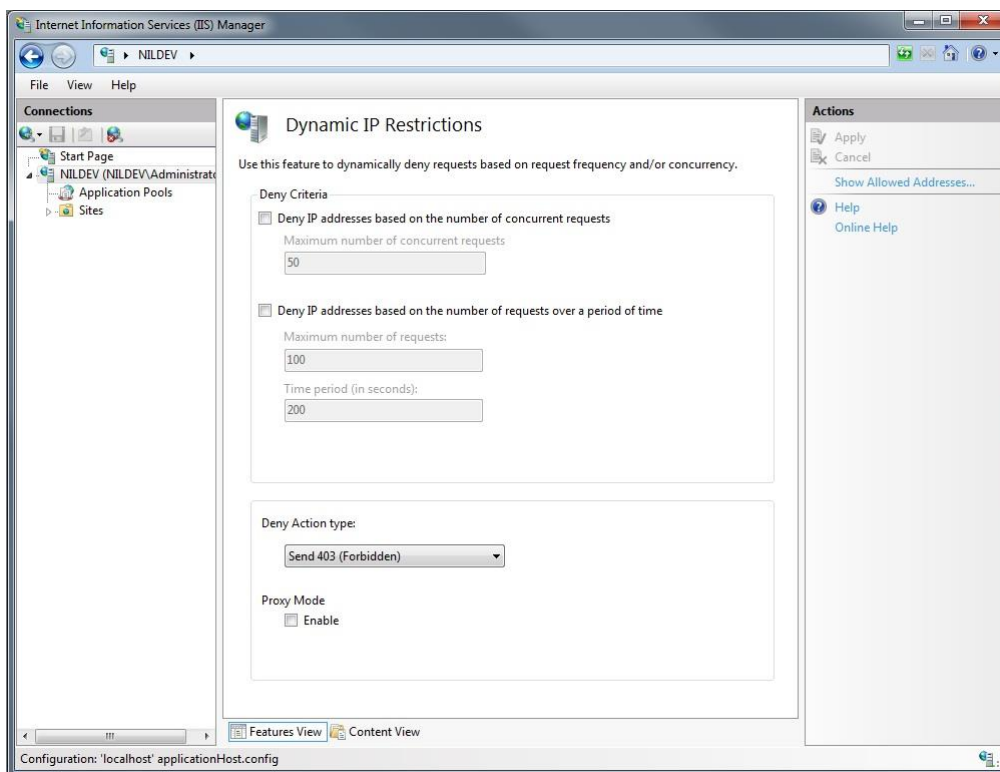 Internet Information Services (IIS) Manager
NILDEV
File View Help
Connections
Start Page
NILDEV (NILDEV\Administrato
Application Pools
Sites
Dynamic IP Restrictions
Use this feature to dynamically deny requests based on request frequency and/or concurrency.
Deny Criteria
Deny IP addresses based on the number of concurrent requests
Maximum number of concurrent requests
50
Deny IP addresses based on the number of requests over a period of time
Maximum number of requests:
100
Time period (in seconds):
200
Deny Action type:
Send 403 (Forbidden)
Proxy Mode
Enable
Features View Content View
Actions
Apply
Cancel
Show Allowed Addresses...
Help
Online Help
Configuration: 'localhost' applicationHost.config